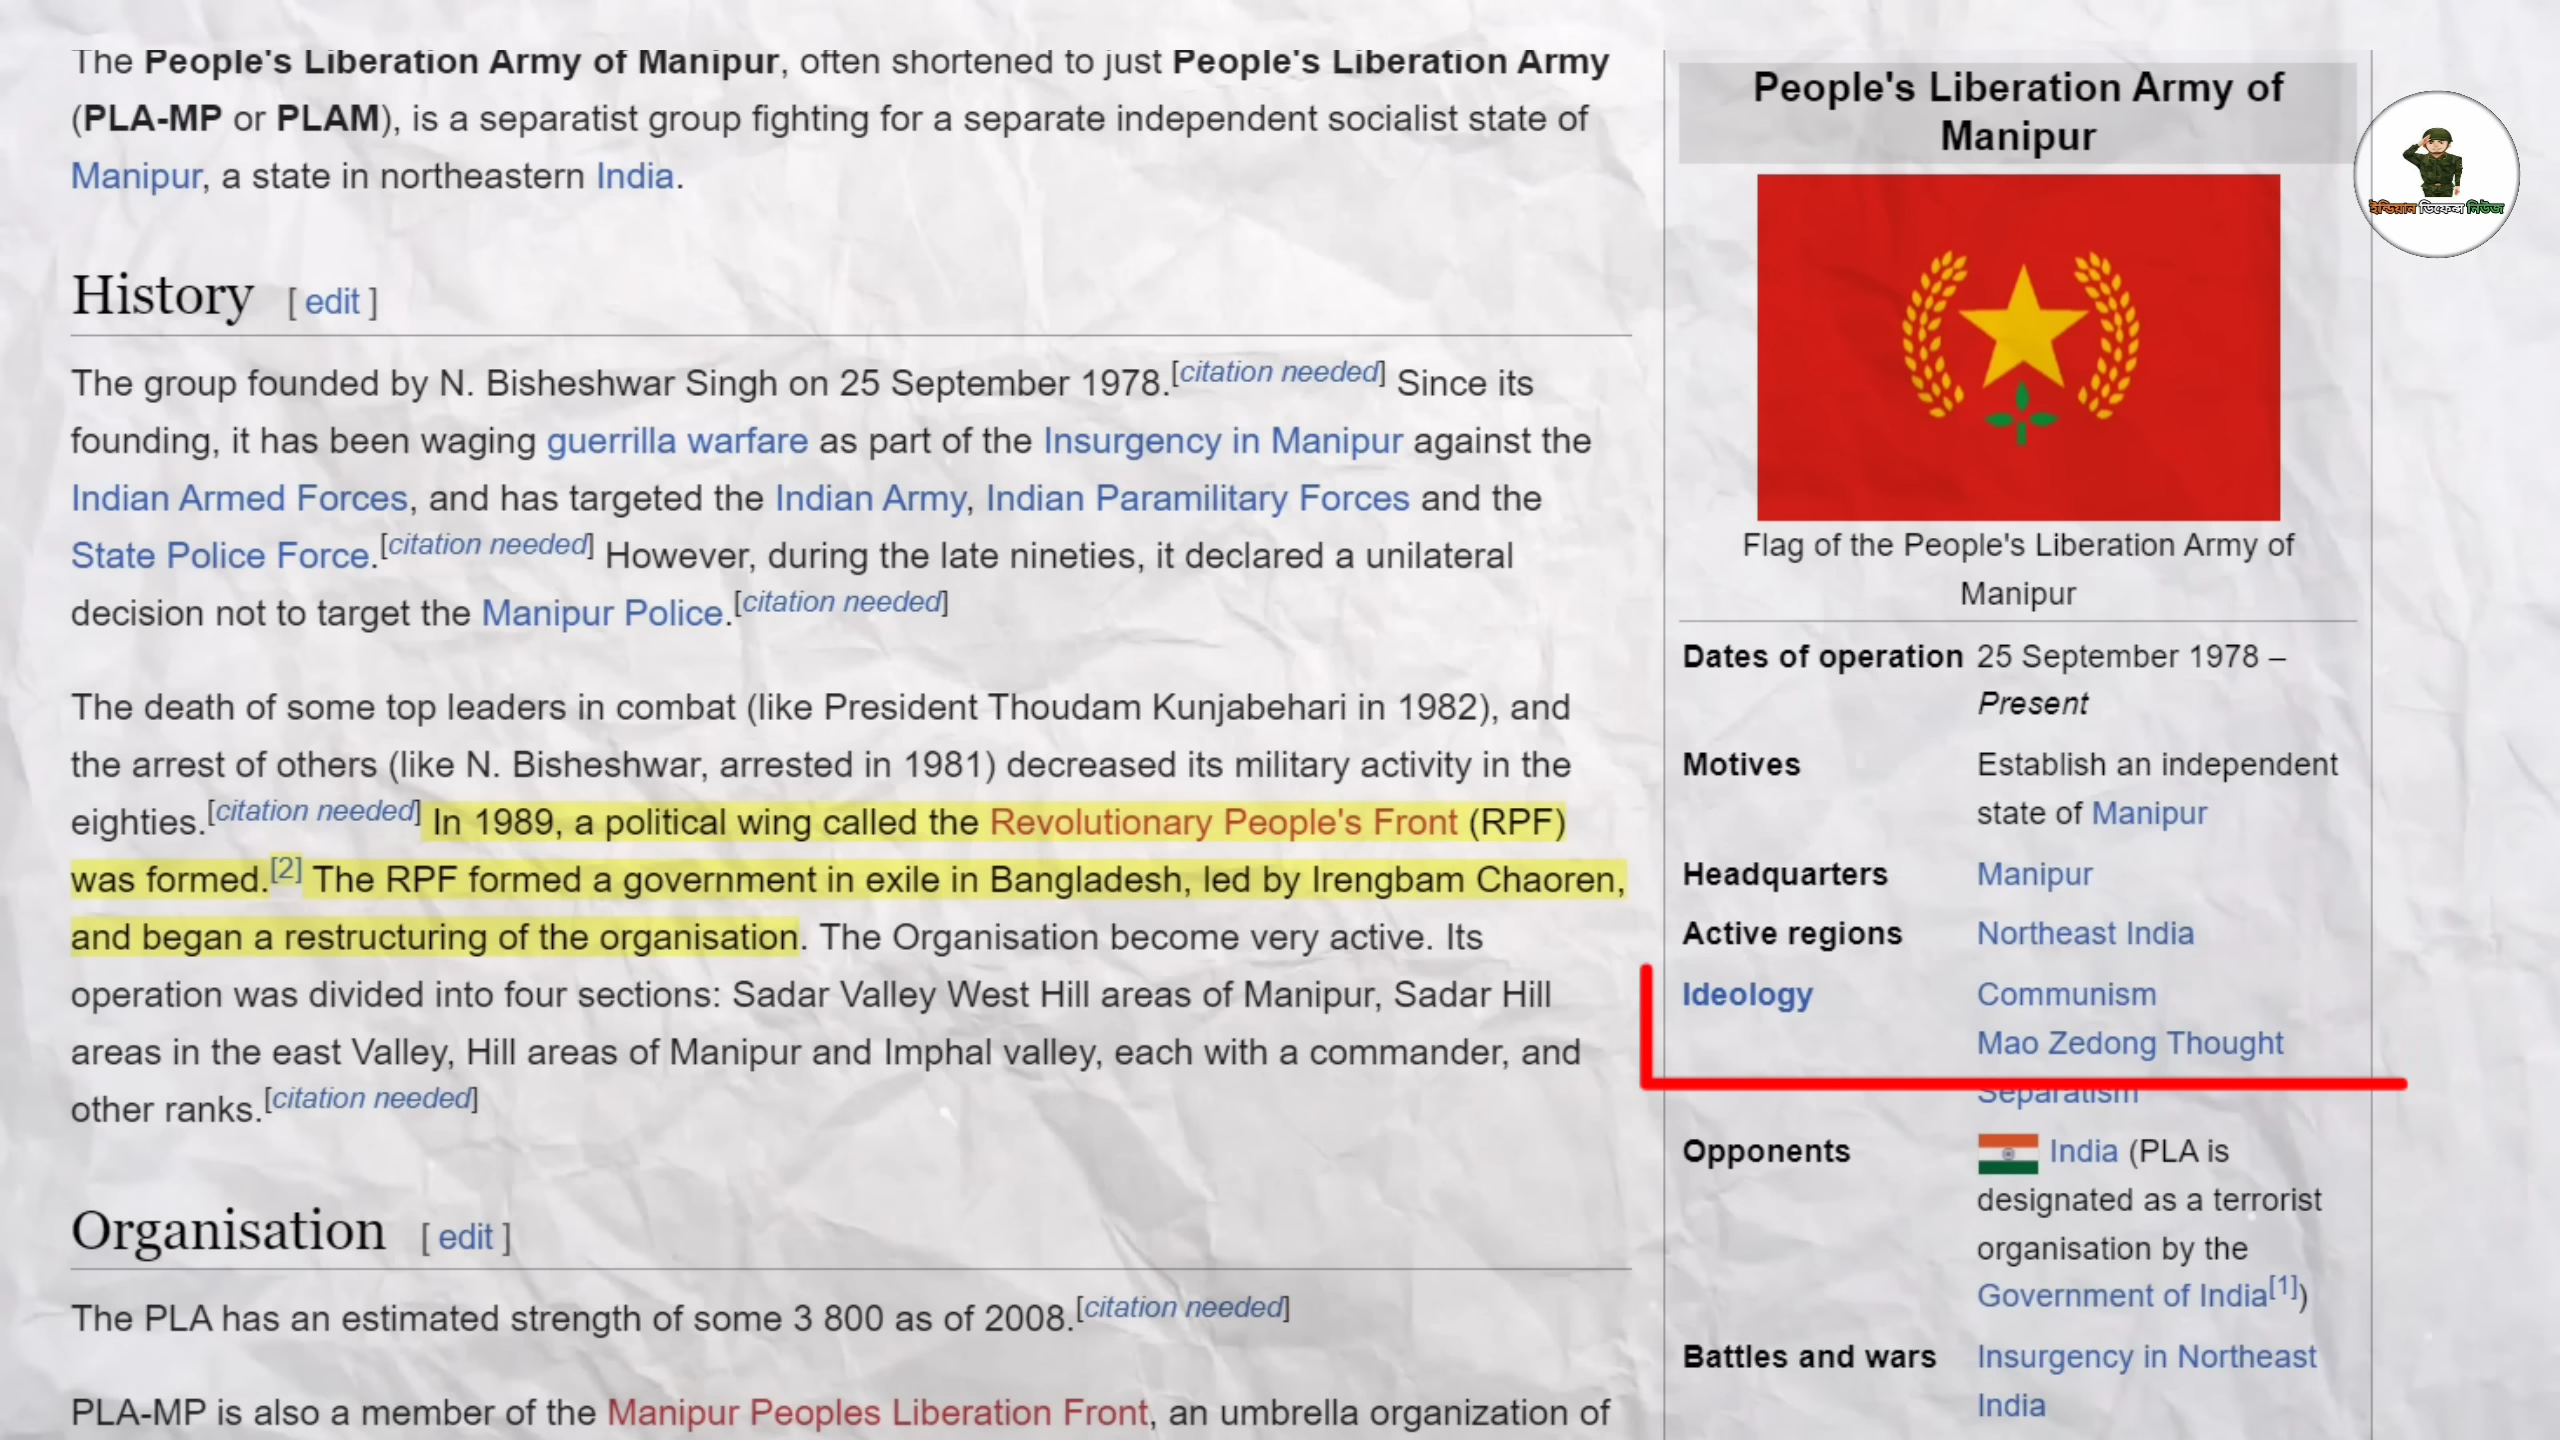 The People's Liberation Army of Manipur, often shortened to just People's Liberation Army
(PLA-MP or PLAM), is a separatist group fighting for a separate independent socialist state of
Manipur, a state in northeastern India.
History [ edit ]
The group founded by N. Bisheshwar Singh on 25 September 1978.[citation needed] Since its
founding, it has been waging guerrilla warfare as part of the Insurgency in Manipur against the
Indian Armed Forces, and has targeted the Indian Army, Indian Paramilitary Forces and the
State Police Force.[citation needed] However, during the late nineties, it declared a unilateral
decision not to target the Manipur Police.[citation needed]
The death of some top leaders in combat (like President Thoudam Kunjabehari in 1982), and
the arrest of others (like N. Bisheshwar, arrested in 1981) decreased its military activity in the
eighties.[citation needed] In 1989, a political wing called the Revolutionary People's Front (RPF)
was formed.[2] The RPF formed a government in exile in Bangladesh, led by Irengbam Chaoren,
and began a restructuring of the organisation. The Organisation become very active. Its
operation was divided into four sections: Sadar Valley West Hill areas of Manipur, Sadar Hill
areas in the east Valley, Hill areas of Manipur and Imphal valley, each with a commander, and
other ranks.[citation needed]
Organisation [ edit ]
The PLA has an estimated strength of some 3 800 as of 2008.[citation needed]
PLA-MP is also a member of the Manipur Peoples Liberation Front, an umbrella organization of
People's Liberation Army of
Manipur
Flag of the People's Liberation Army of
Manipur
Dates of operation 25 September 1978 –
Present
Motives Establish an independent
state of Manipur
Headquarters Manipur
Active regions Northeast India
Ideology Communism
Mao Zedong Thought
Separatism
Opponents India (PLA is
designated as a terrorist
organisation by the
Government of India[1])
Battles and wars Insurgency in Northeast
India
ইন্ডিয়ান ডিফেন্স নিউজ